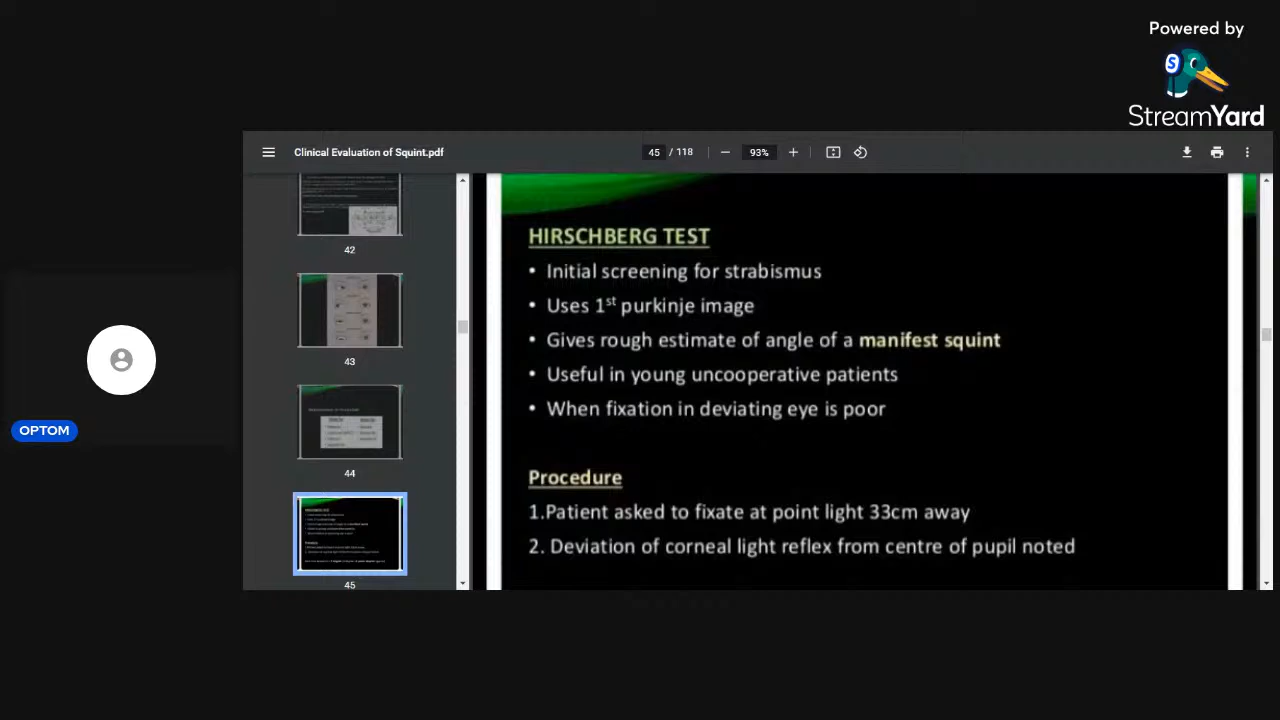 Powered by
S
StreamYard
Clinical Evaluation of Squint.pdf
45 / 118
93%
HIRSCHBERG TEST
• Initial screening for strabismus
• Uses 1st purkinje image
• Gives rough estimate of angle of a manifest squint
• Useful in young uncooperative patients
• When fixation in deviating eye is poor
Procedure
1.Patient asked to fixate at point light 33cm away
2. Deviation of corneal light reflex from centre of pupil noted
42
43
44
45
OPTOM